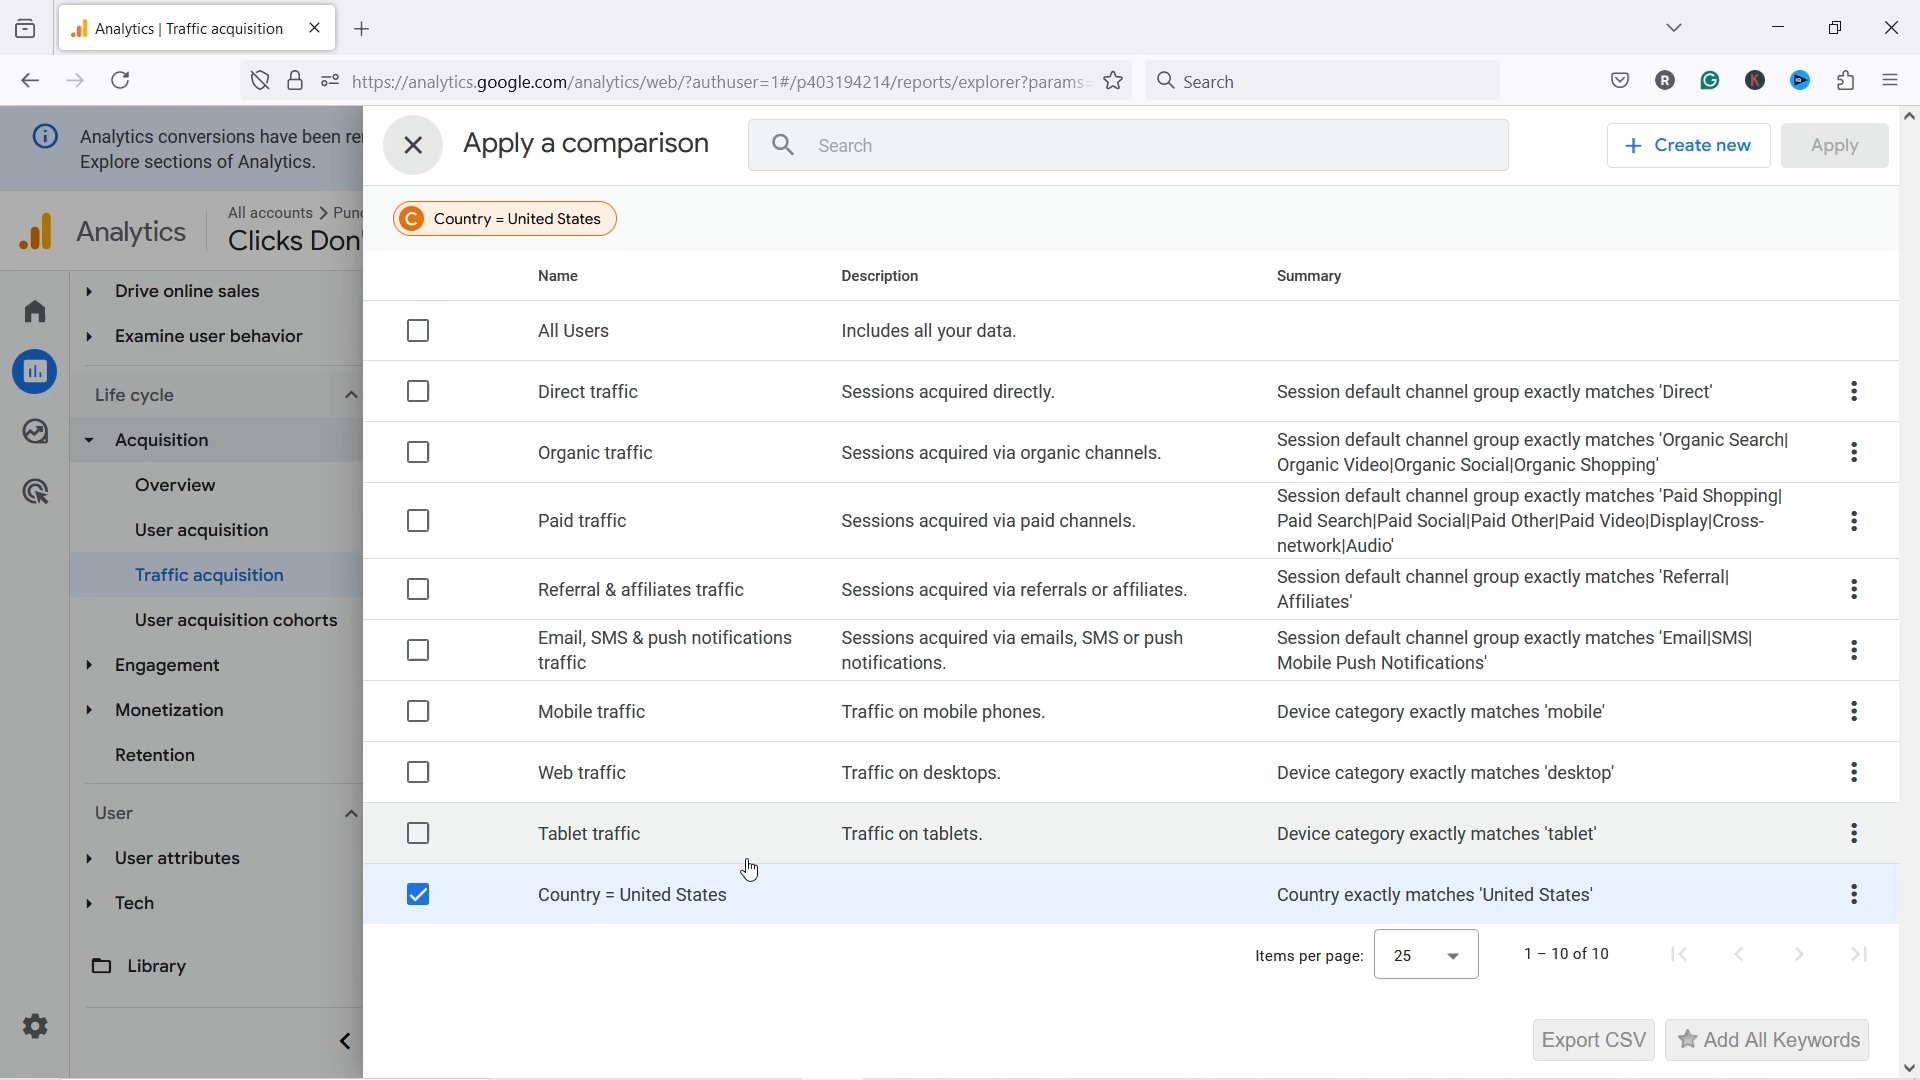 Analytics | Traffic acquisition
https://analytics.google.com/analytics/web/?authuser=1#/p403194214/reports/explorer?params=
Search
Analytics conversions have been re
Explore sections of Analytics.
Analytics
All accounts > Pun
Clicks Don'
Drive online sales
Examine user behavior
Life cycle
Acquisition
Overview
User acquisition
Traffic acquisition
User acquisition cohorts
Engagement
Monetization
Retention
User
User attributes
Tech
Library
Apply a comparison
Search
+ Create new
Apply
C Country = United States
Name
Description
Summary
All Users
Includes all your data.
Direct traffic
Sessions acquired directly.
Session default channel group exactly matches 'Direct'
Organic traffic
Sessions acquired via organic channels.
Session default channel group exactly matches 'Organic Search|
Organic Video|Organic Social|Organic Shopping'
Paid traffic
Sessions acquired via paid channels.
Session default channel group exactly matches 'Paid Shopping|
Paid Search|Paid Social|Paid Other|Paid Video|Display|Cross-
network|Audio'
Referral & affiliates traffic
Sessions acquired via referrals or affiliates.
Session default channel group exactly matches 'Referral|
Affiliates'
Email, SMS & push notifications
traffic
Sessions acquired via emails, SMS or push
notifications.
Session default channel group exactly matches 'Email|SMS|
Mobile Push Notifications'
Mobile traffic
Traffic on mobile phones.
Device category exactly matches 'mobile'
Web traffic
Traffic on desktops.
Device category exactly matches 'desktop'
Tablet traffic
Traffic on tablets.
Device category exactly matches 'tablet'
Country = United States
Country exactly matches 'United States'
Items per page:
25
1 – 10 of 10
Export CSV
Add All Keywords